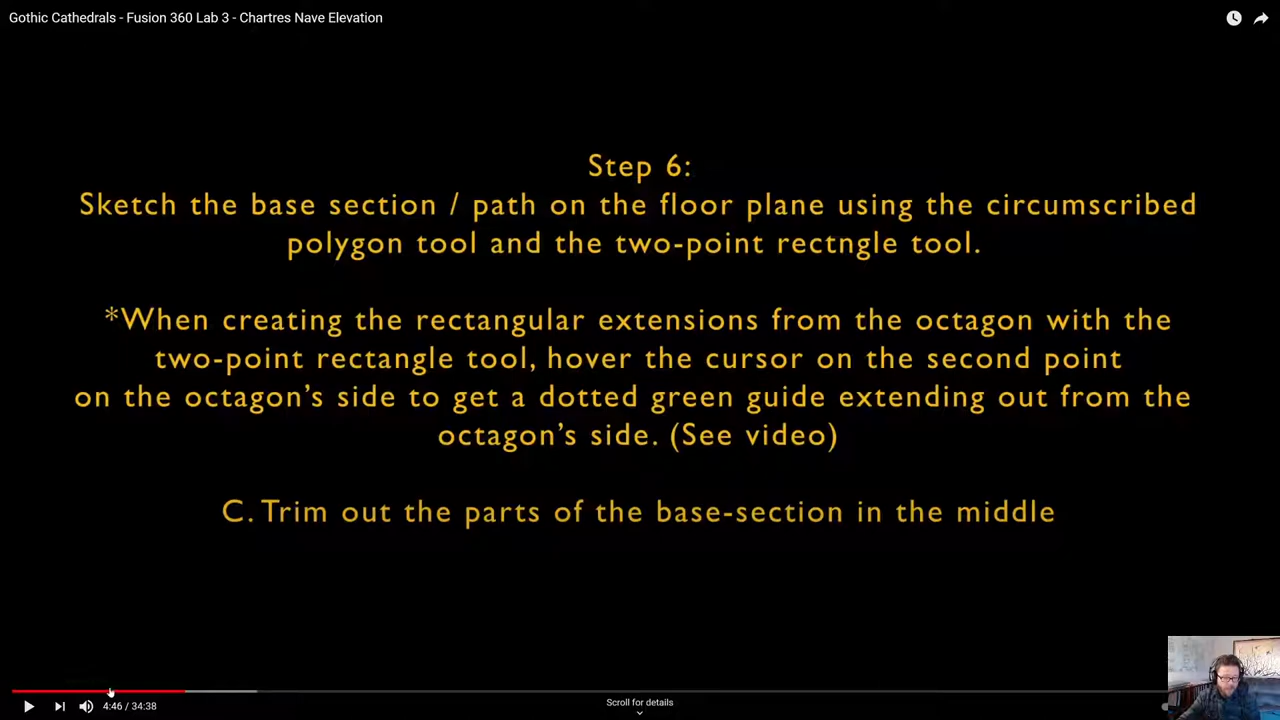 Gothic Cathedrals - Fusion 360 Lab 3 - Chartres Nave Elevation
Step 6:
Sketch the base section / path on the floor plane using the circumscribed
polygon tool and the two-point rectngle tool.
*When creating the rectangular extensions from the octagon with the
two-point rectangle tool, hover the cursor on the second point
on the octagon's side to get a dotted green guide extending out from the
octagon's side. (See video)
C. Trim out the parts of the base-section in the middle
4:46 / 34:38
Scroll for details